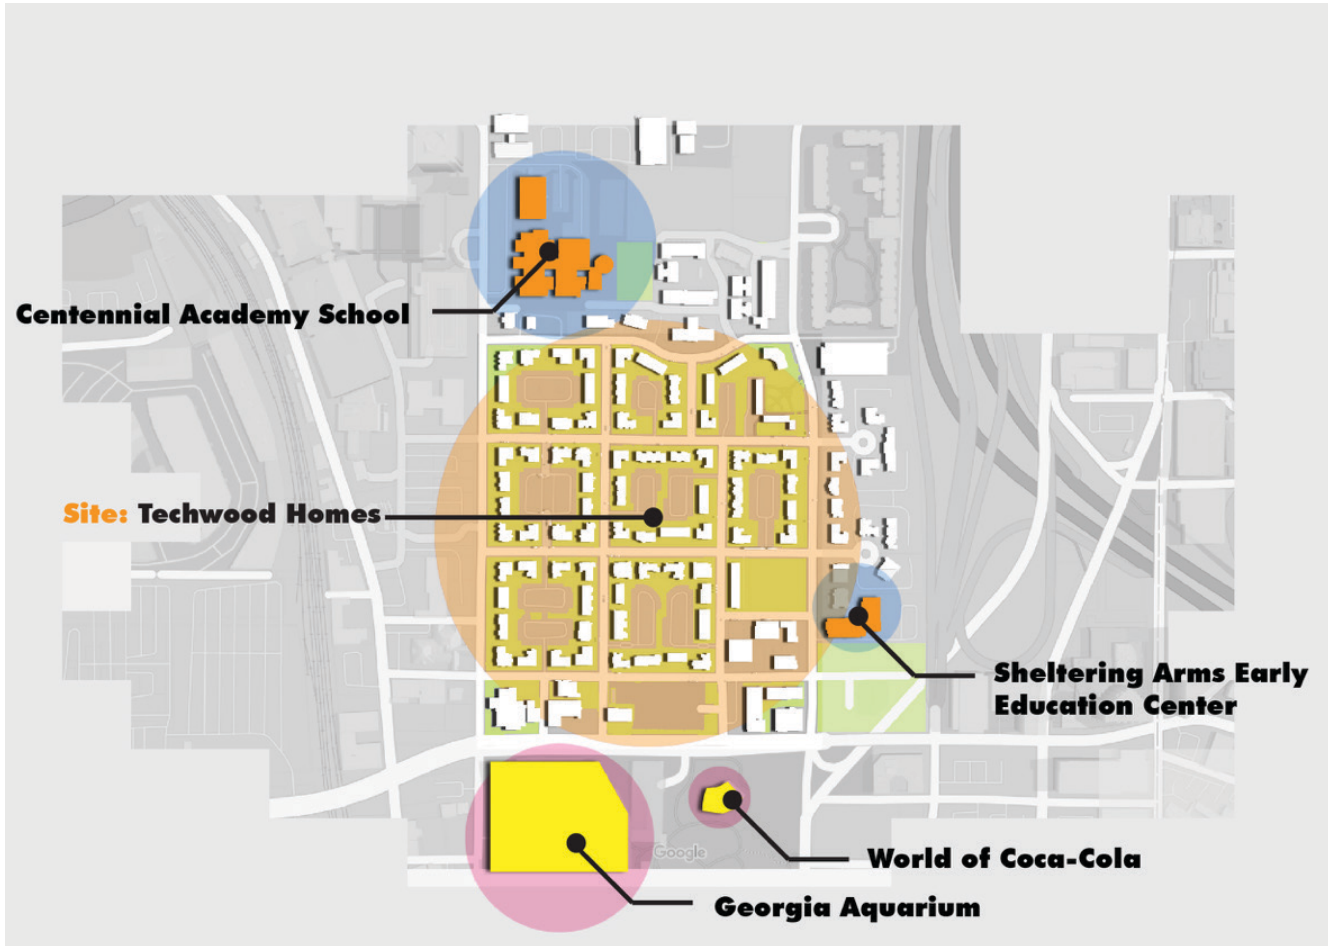 Centennial Academy School
Site: Techwood Homes
Sheltering Arms Early
Education Center
World of Coca-Cola
Google
Georgia Aquarium